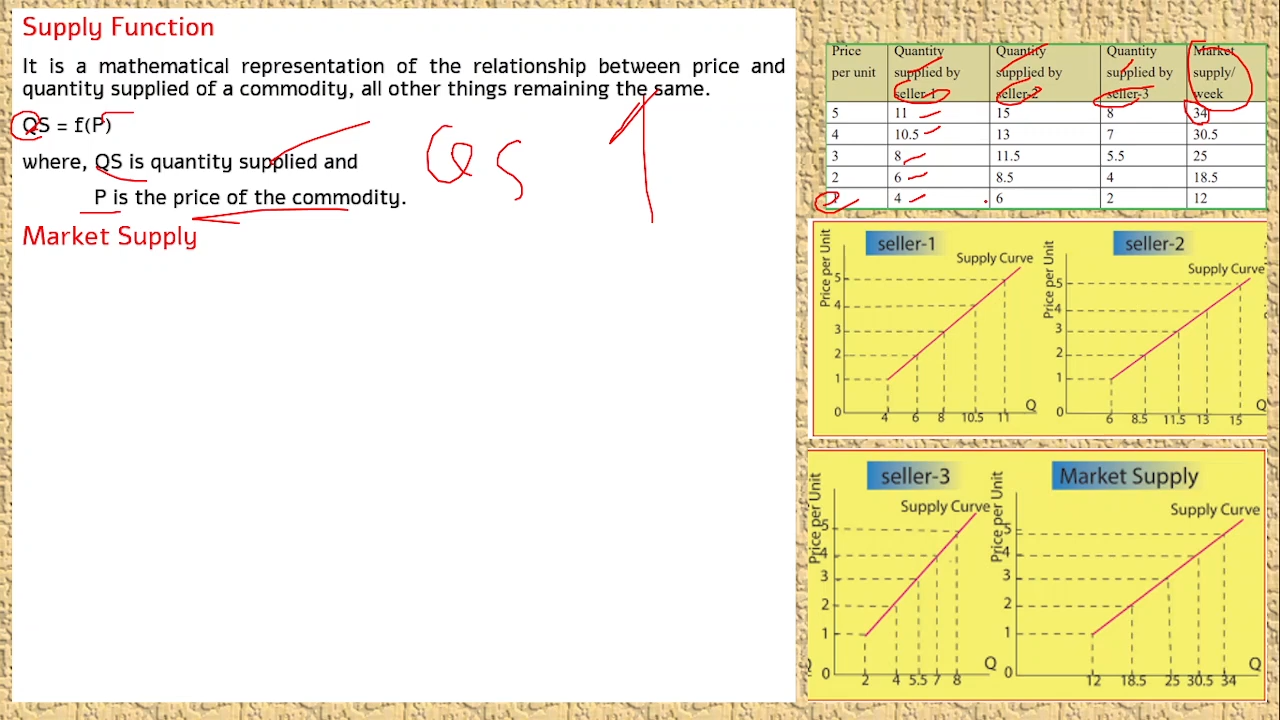 Supply Function
It is a mathematical representation of the relationship between price and
quantity supplied of a commodity, all other things remaining the same.
QS = f(P)
where, QS is quantity supplied and
P is the price of the commodity.
QS
Market Supply
Price per unit Quantity supplied by seller-1 Quantity supplied by seller-2 Quantity supplied by seller-3 Market supply/ week
5 11 15 8 34
4 10.5 13 7 30.5
3 8 11.5 5.5 25
2 6 8.5 4 18.5
1 4 6 2 12
seller-1
Supply Curve
Price per Unit
5
4
3
2
1
0
4 6 8 10.5 11
Q
seller-2
Supply Curve
Price per Unit
5
4
3
2
1
0
6 8.5 11.5 13 15
Q
seller-3
Supply Curve
Price per Unit
5
4
3
2
1
0
2 4 5.5 7 8
Q
Market Supply
Supply Curve
Price per Unit
5
4
3
2
1
0
12 18.5 25 30.5 34
Q